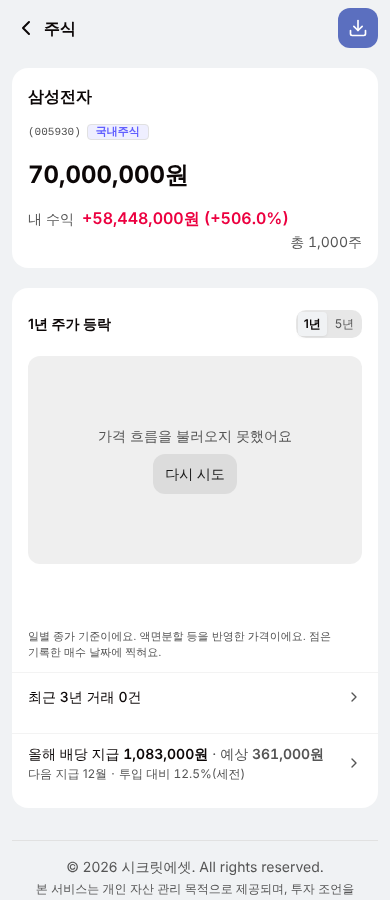 주식
삼성전자
(005930) 국내주식
70,000,000원
내 수익 +58,448,000원 (+506.0%)
총 1,000주
1년 주가 등락 1년 5년
가격 흐름을 불러오지 못했어요
다시 시도
일별 종가 기준이에요. 액면분할 등을 반영한 가격이에요. 점은
기록한 매수 날짜에 찍혀요.
최근 3년 거래 0건
올해 배당 지급 1,083,000원 · 예상 361,000원
다음 지급 12월 · 투입 대비 12.5%(세전)
© 2026 시크릿에셋. All rights reserved.
본 서비스는 개인 자산 관리 목적으로 제공되며, 투자 조언을